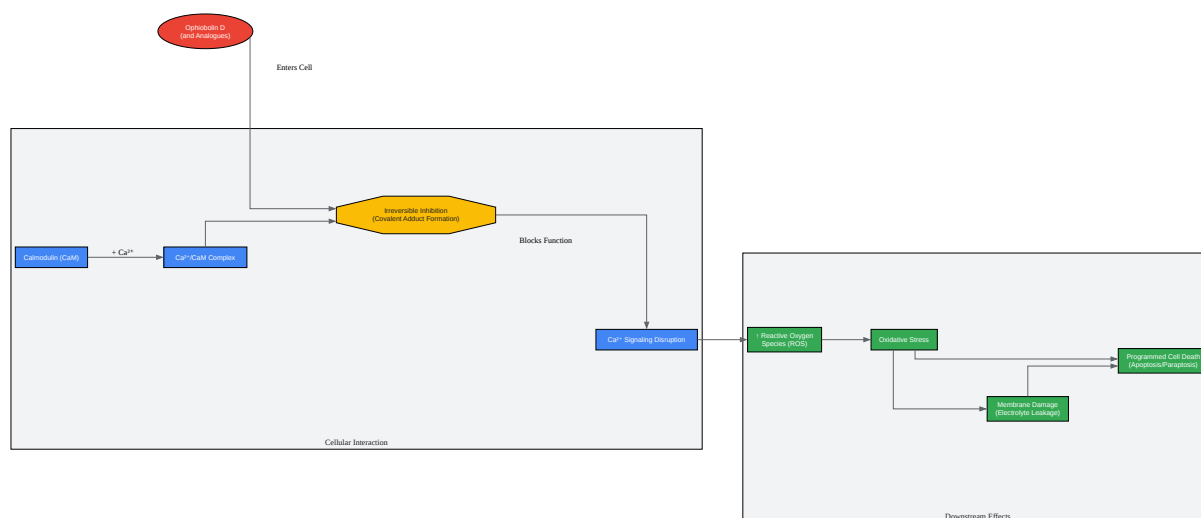 Ophiobolin D
(and Analogues)
Enters Cell
Irreversible Inhibition
(Covalent Adduct Formation)
Blocks Function
Calmodulin (CaM)
+ Ca²⁺
Ca²⁺/CaM Complex
Ca²⁺ Signaling Disruption
↑ Reactive Oxygen
Species (ROS)
Oxidative Stress
Programmed Cell Death
(Apoptosis/Paraptosis)
Membrane Damage
(Electrolyte Leakage)
Cellular Interaction
Downstream Effects